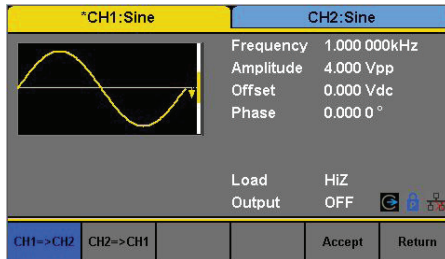 *CH1:Sine
CH2:Sine
Frequency 1.000 000kHz
Amplitude 4.000 Vpp
Offset 0.000 Vdc
Phase 0.000 0 °
Load HiZ
Output OFF
CH1=>CH2 CH2=>CH1 Accept Return